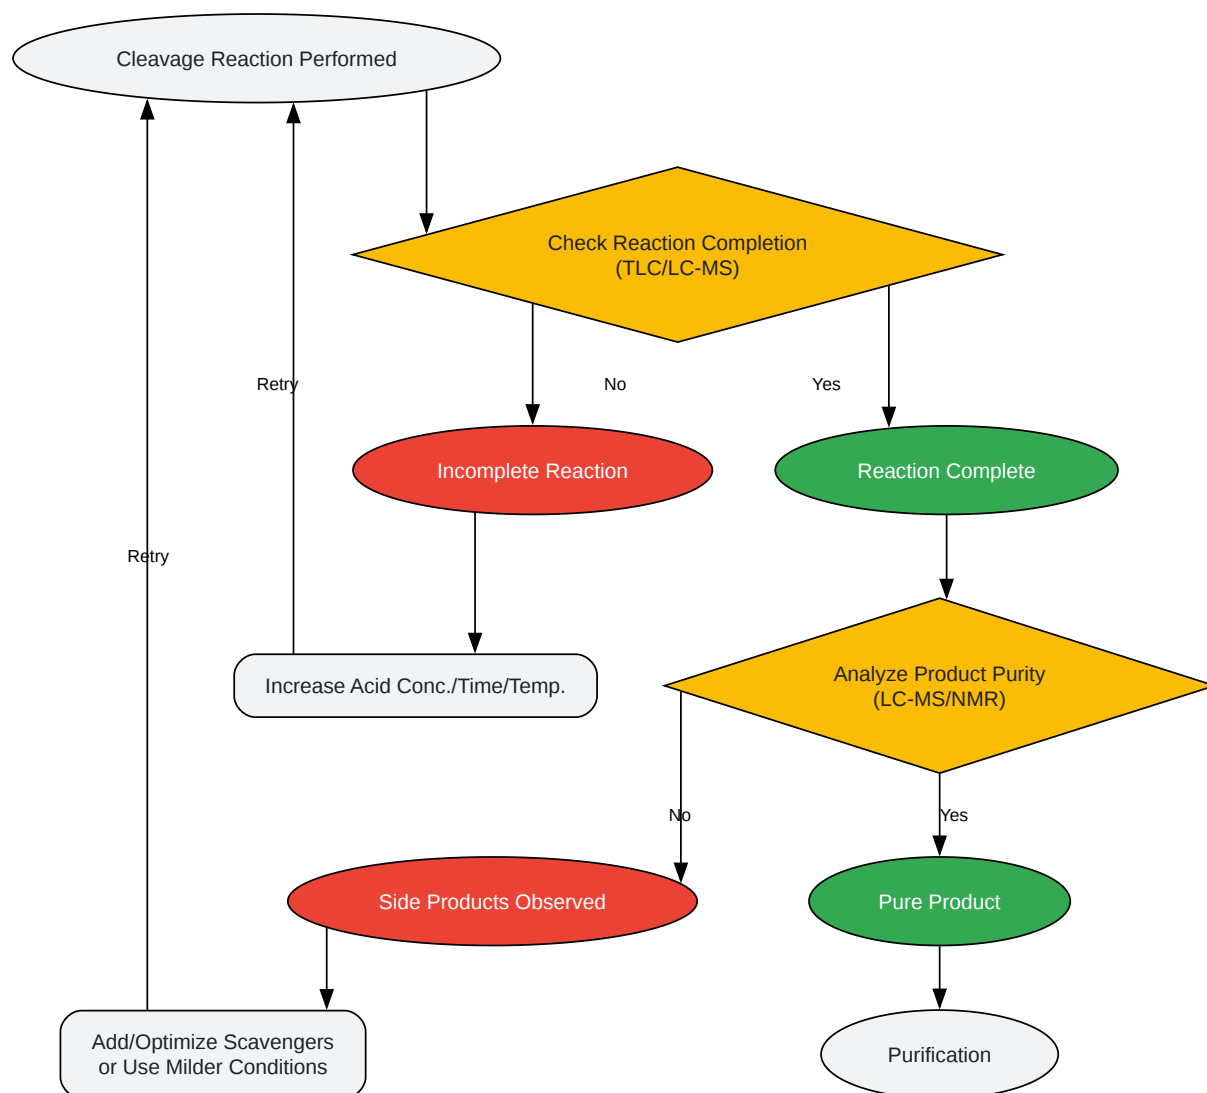 Cleavage Reaction Performed
Check Reaction Completion
(TLC/LC-MS)
Retry
No
Yes
Incomplete Reaction
Reaction Complete
Retry
Increase Acid Conc./Time/Temp.
Analyze Product Purity
(LC-MS/NMR)
No
Yes
Side Products Observed
Pure Product
Add/Optimize Scavengers
or Use Milder Conditions
Purification